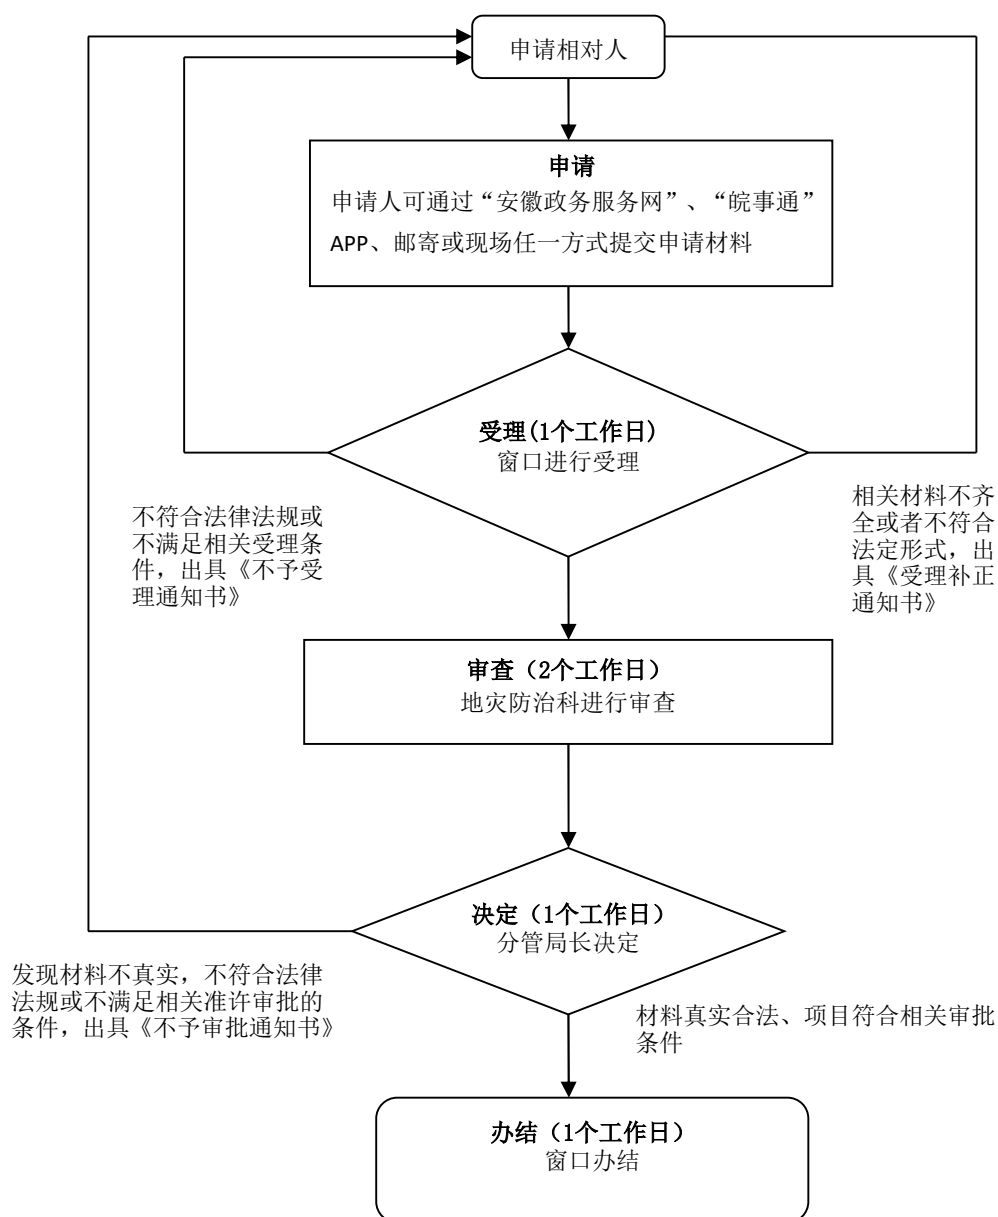 申请相对人
申请
申请人可通过“安徽政务服务网”、“皖事通”
APP、邮寄或现场任一方式提交申请材料
受理(1个工作日)
窗口进行受理
不符合法律法规或
不满足相关受理条
件，出具《不予受
理通知书》
相关材料不齐
全或者不符合
法定形式，出
具《受理补正
通知书》
审查（2个工作日）
地灾防治科进行审查
决定（1个工作日）
分管局长决定
发现材料不真实，不符合法律
法规或不满足相关准许审批的
条件，出具《不予审批通知书》
材料真实合法、项目符合相关审批
条件
办结（1个工作日）
窗口办结